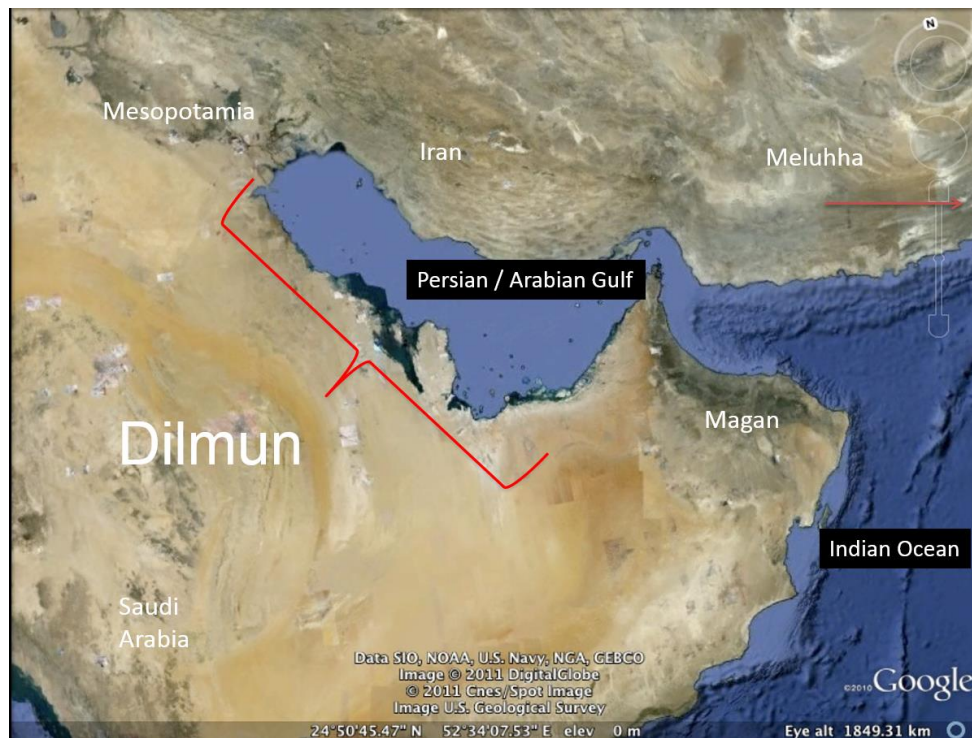 N
Mesopotamia
Iran
Meluhha
Persian / Arabian Gulf
Magan
Dilmun
Indian Ocean
Saudi
Arabia
Data SIO, NOAA, U.S. Navy, NGA, GEBCO
Image © 2011 DigitalGlobe
© 2011 Cnes/Spot Image
Image U.S. Geological Survey
©2010 Google
24°50'45.47" N 52°34'07.53" E elev 0 m Eye alt 1849.31 km